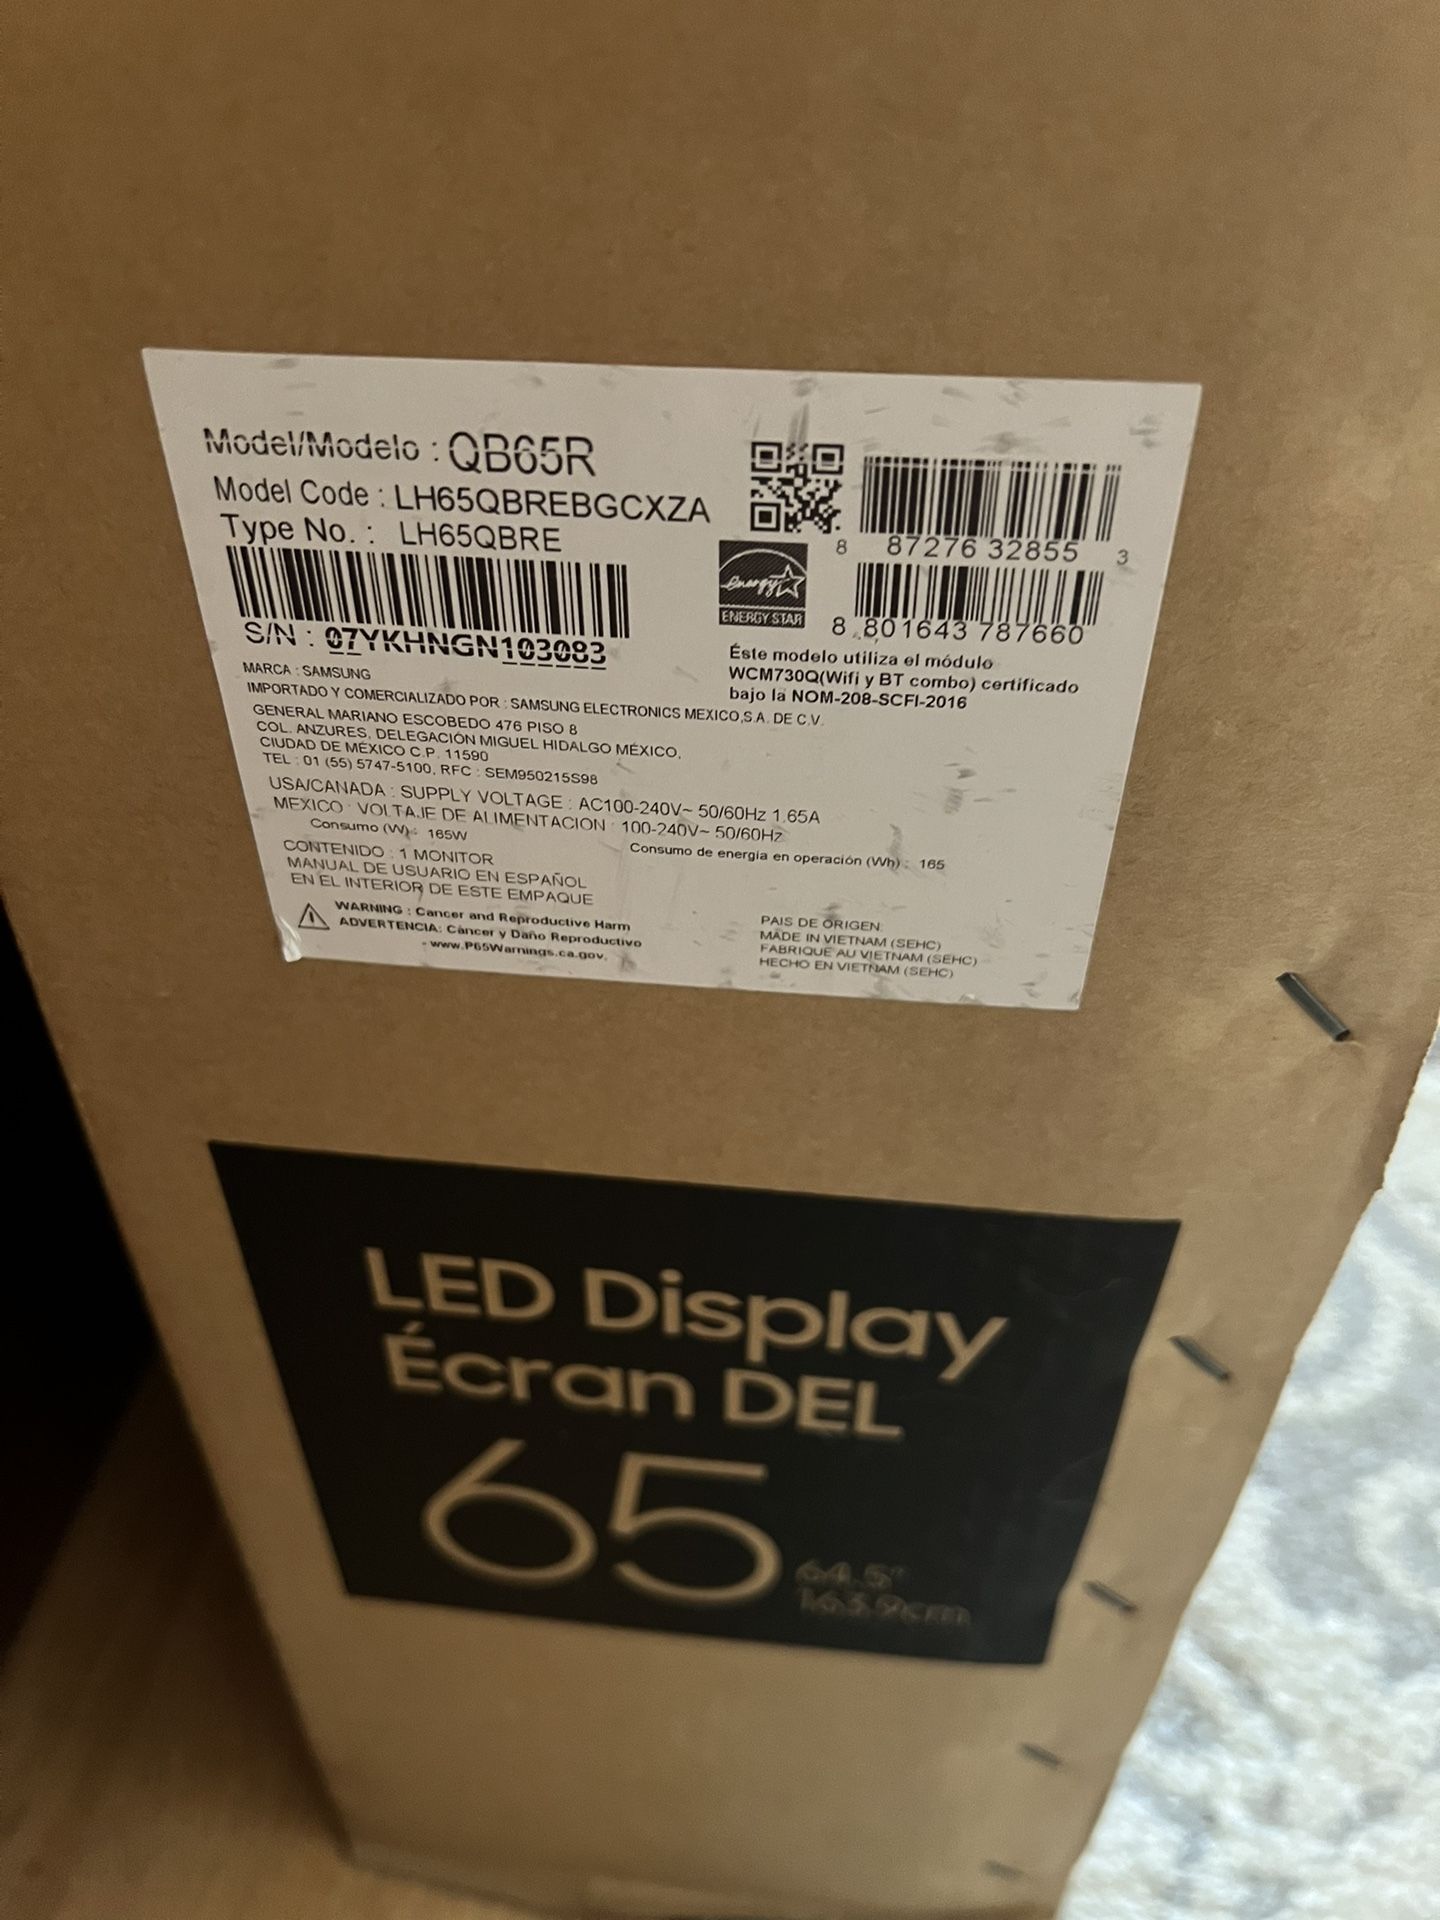 Model/Modelo : QB65R
Model Code : LH65QBREBGCXZA
Type No. : LH65QBRE
S/N : 07YKHNGN103083
8 87276 32855 3
ENERGY STAR
8 801643 787660
Éste modelo utiliza el módulo
WCM730Q(Wifi y BT combo) certificado
bajo la NOM-208-SCFI-2016
MARCA : SAMSUNG
IMPORTADO Y COMERCIALIZADO POR : SAMSUNG ELECTRONICS MEXICO,S.A. DE C.V.
GENERAL MARIANO ESCOBEDO 476 PISO 8
COL. ANZURES, DELEGACIÓN MIGUEL HIDALGO MÉXICO,
CIUDAD DE MÉXICO C.P. 11590
TEL : 01 (55) 5747-5100, RFC : SEM950215S98
USA/CANADA : SUPPLY VOLTAGE : AC100-240V~ 50/60Hz 1.65A
MEXICO : VOLTAJE DE ALIMENTACION : 100-240V~ 50/60Hz
Consumo (W) : 165W
Consumo de energia en operación (Wh) : 165
CONTENIDO : 1 MONITOR
MANUAL DE USUARIO EN ESPAÑOL
EN EL INTERIOR DE ESTE EMPAQUE
WARNING : Cancer and Reproductive Harm
ADVERTENCIA: Cáncer y Daño Reproductivo
- www.P65Warnings.ca.gov.
PAIS DE ORIGEN:
MADE IN VIETNAM (SEHC)
FABRIQUÉ AU VIETNAM (SEHC)
HECHO EN VIETNAM (SEHC)
LED Display
Écran DEL
65
64.5"
163.9cm